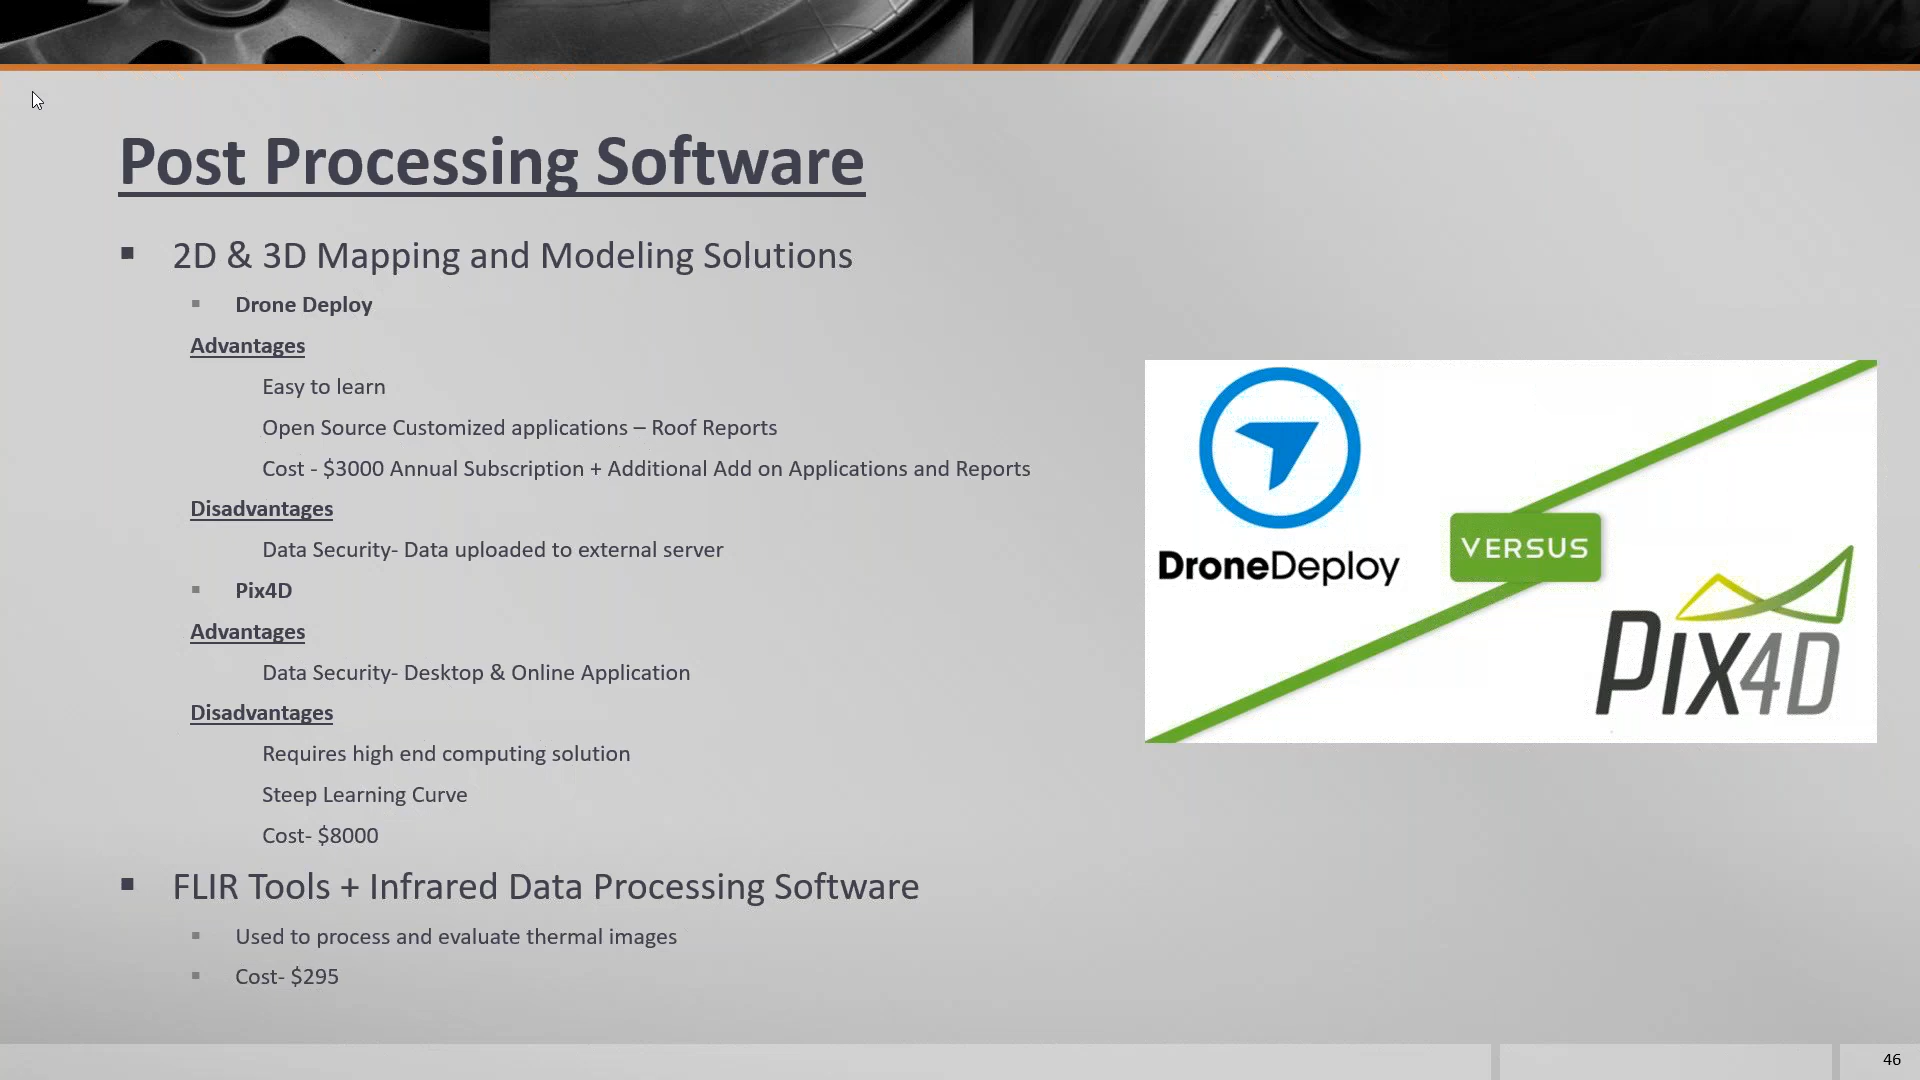 Post Processing Software
2D & 3D Mapping and Modeling Solutions
Drone Deploy
Advantages
Easy to learn
Open Source Customized applications – Roof Reports
Cost - $3000 Annual Subscription + Additional Add on Applications and Reports
Disadvantages
Data Security- Data uploaded to external server
Pix4D
Advantages
Data Security- Desktop & Online Application
Disadvantages
Requires high end computing solution
Steep Learning Curve
Cost- $8000
FLIR Tools + Infrared Data Processing Software
Used to process and evaluate thermal images
Cost- $295
DroneDeploy
VERSUS
PIX4D
46